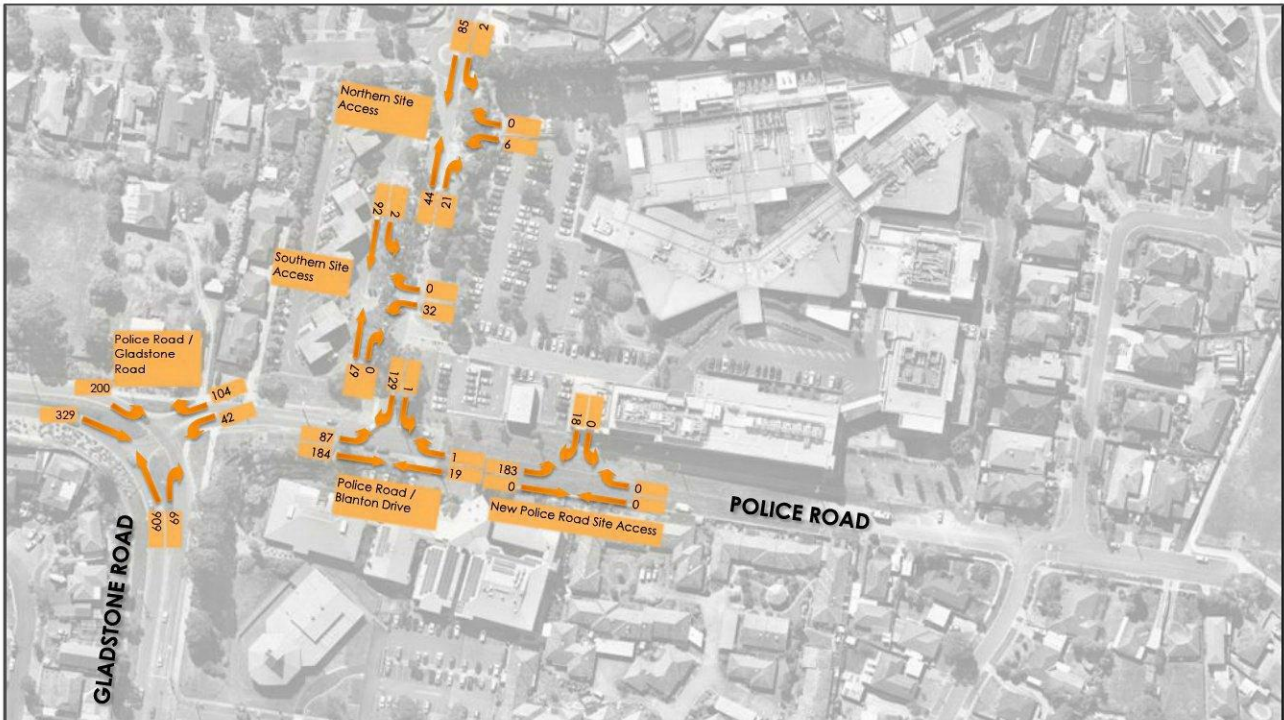 85
2
Northern Site
Access
0
6
44
21
92
2
Southern Site
Access
0
32
67
0
Police Road /
Gladstone
Road
200
329
104
42
606
69
129
1
87
184
1
19
Police Road /
Blanton Drive
18
0
183
0
0
0
New Police Road Site Access
POLICE ROAD
GLADSTONE ROAD